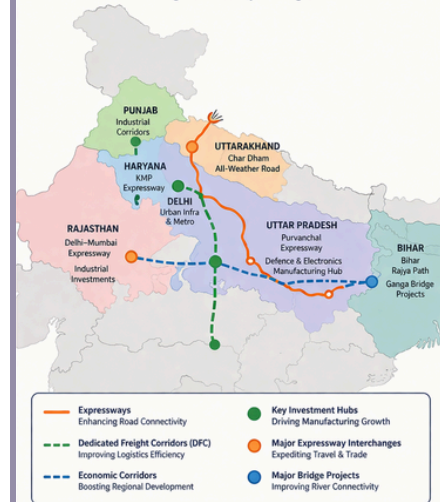 PUNJAB
Industrial
Corridors
UTTARAKHAND
Char Dham
All-Weather Road
HARYANA
KMP
Expressway
DELHI
Urban Infra
& Metro
RAJASTHAN
Delhi–Mumbai
Expressway
Industrial
Investments
UTTAR PRADESH
Purvanchal
Expressway
Defence & Electronics
Manufacturing Hub
BIHAR
Bihar
Rajya Path
Ganga Bridge
Projects
Expressways
Enhancing Road Connectivity
Dedicated Freight Corridors (DFC)
Improving Logistics Efficiency
Economic Corridors
Boosting Regional Development
Key Investment Hubs
Driving Manufacturing Growth
Major Expressway Interchanges
Expediting Travel & Trade
Major Bridge Projects
Improving River Connectivity